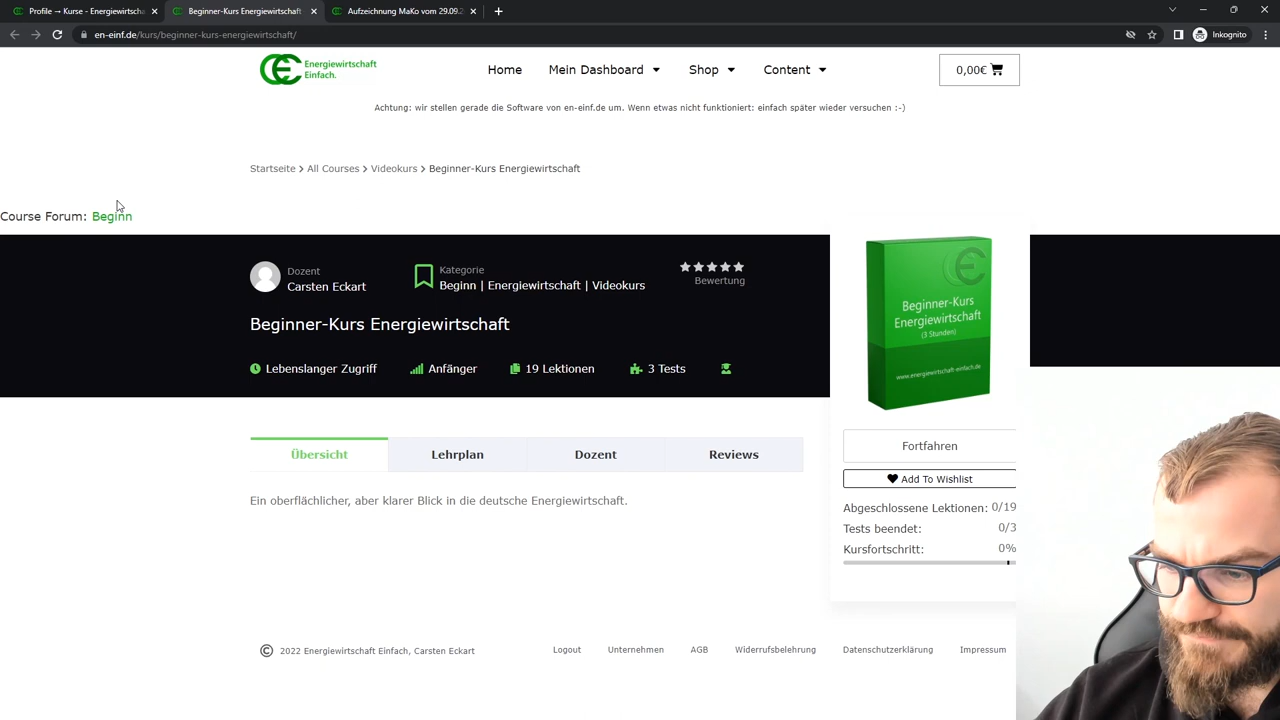 Profile → Kurse - Energiewirtscha
Beginner-Kurs Energiewirtschaft
Aufzeichnung MaKo vom 29.09.2
en-einf.de/kurs/beginner-kurs-energiewirtschaft/
Inkognito
Energiewirtschaft
Einfach.
Home
Mein Dashboard
Shop
Content
0,00€
Achtung: wir stellen gerade die Software von en-einf.de um. Wenn etwas nicht funktioniert: einfach später wieder versuchen :-)
Startseite > All Courses > Videokurs > Beginner-Kurs Energiewirtschaft
Course Forum: Beginn
Dozent
Carsten Eckart
Kategorie
Beginn | Energiewirtschaft | Videokurs
Bewertung
Beginner-Kurs Energiewirtschaft
Lebenslanger Zugriff
Anfänger
19 Lektionen
3 Tests
Beginner-Kurs
Energiewirtschaft
(3 Stunden)
www.energiewirtschaft-einfach.de
Fortfahren
Add To Wishlist
Abgeschlossene Lektionen: 0/19
Tests beendet: 0/3
Kursfortschritt: 0%
Übersicht
Lehrplan
Dozent
Reviews
Ein oberflächlicher, aber klarer Blick in die deutsche Energiewirtschaft.
© 2022 Energiewirtschaft Einfach, Carsten Eckart
Logout
Unternehmen
AGB
Widerrufsbelehrung
Datenschutzerklärung
Impressum